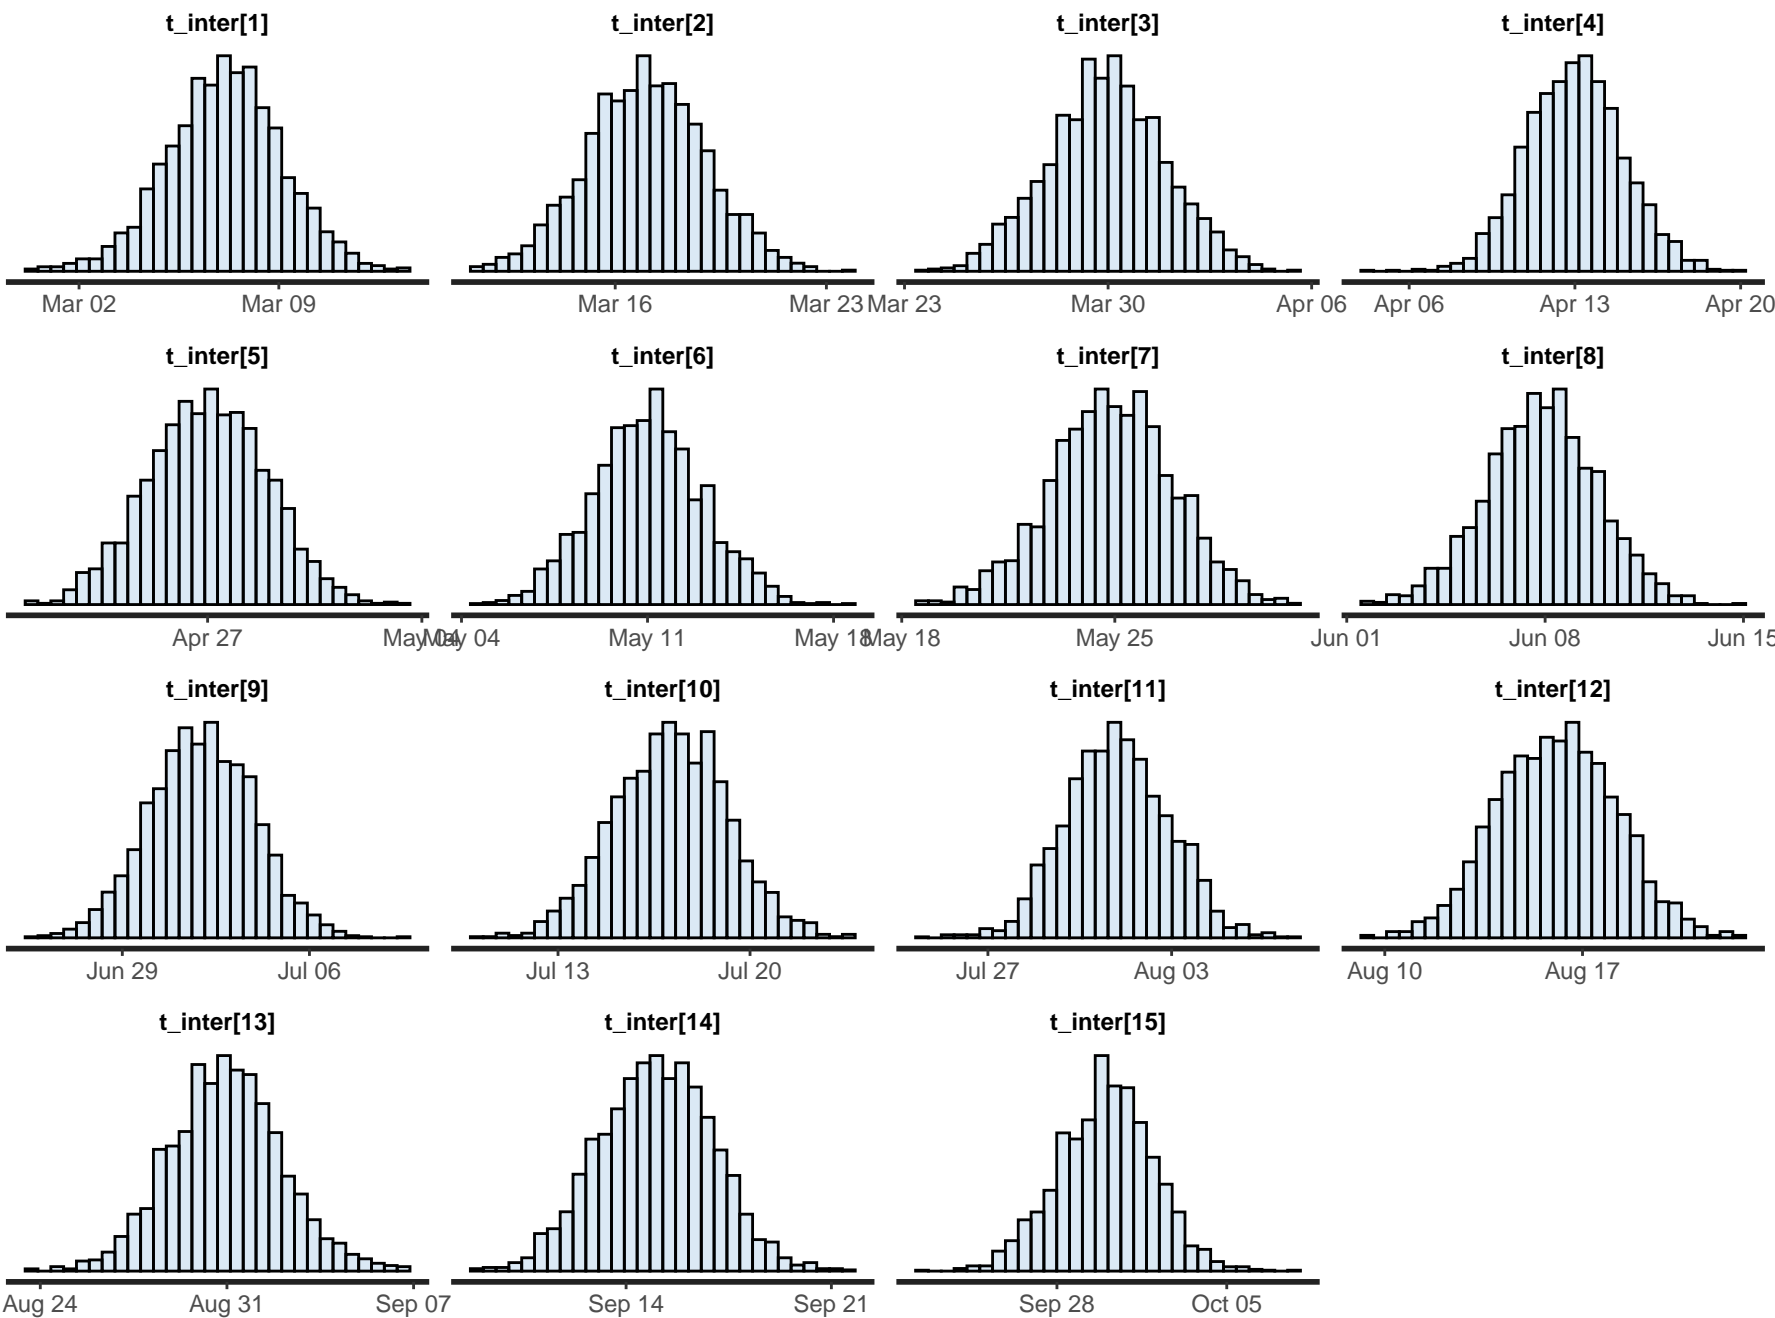 t_inter[1] t_inter[2] t_inter[3] t_inter[4]
Mar 02 Mar 09 Mar 16 Mar 23 Mar 23 Mar 30 Apr 06 Apr 06 Apr 13 Apr 20
t_inter[5] t_inter[6] t_inter[7] t_inter[8]
Apr 27 May 04 May 04 May 11 May 18 May 18 May 25 Jun 01 Jun 08 Jun 15
t_inter[9] t_inter[10] t_inter[11] t_inter[12]
Jun 29 Jul 06 Jul 13 Jul 20 Jul 27 Aug 03 Aug 10 Aug 17
t_inter[13] t_inter[14] t_inter[15]
Aug 24 Aug 31 Sep 07 Sep 14 Sep 21 Sep 28 Oct 05